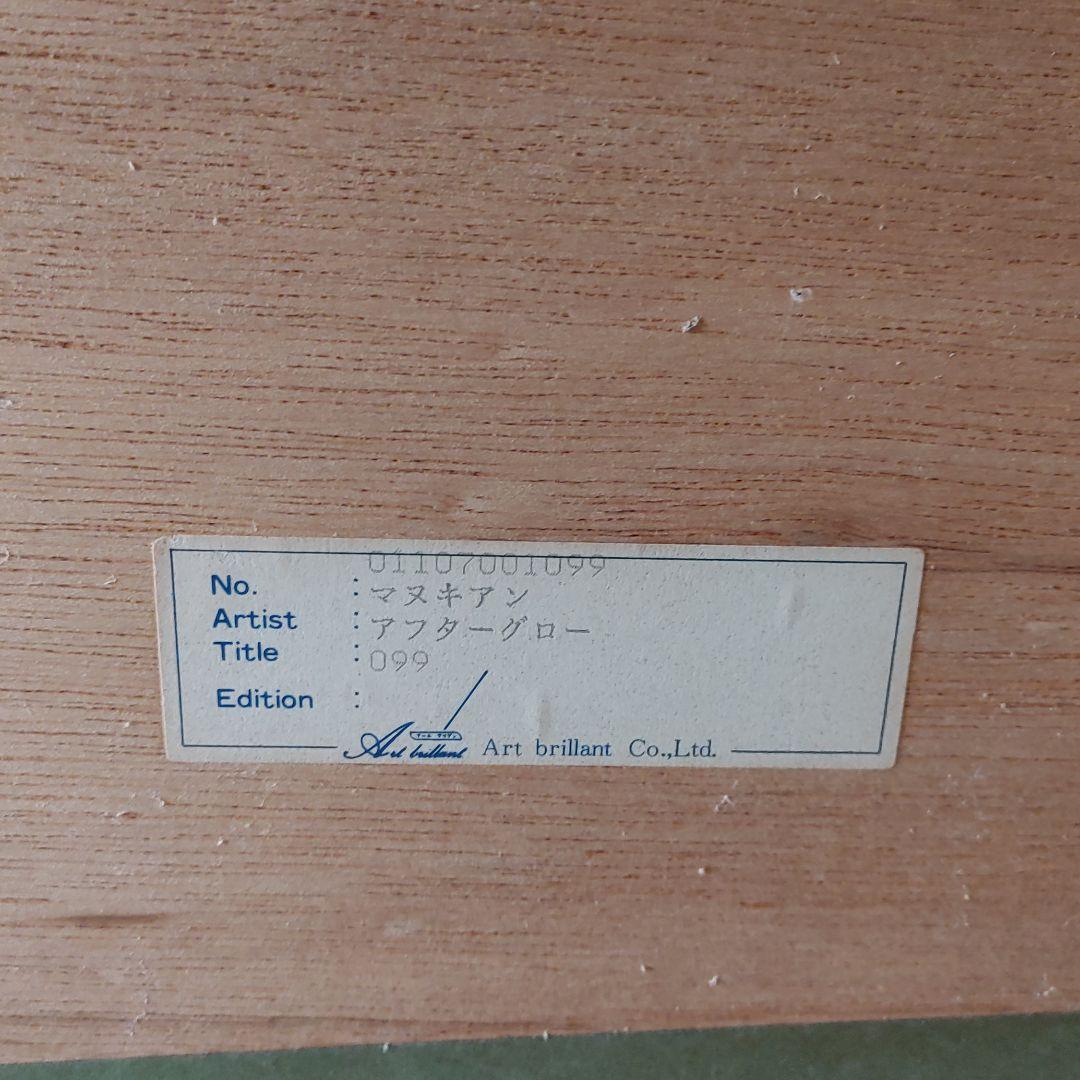 01107001099
No. : マヌキアン
Artist : アフターグロー
Title : 099
Edition :
Art brillant Art brillant Co.,Ltd.